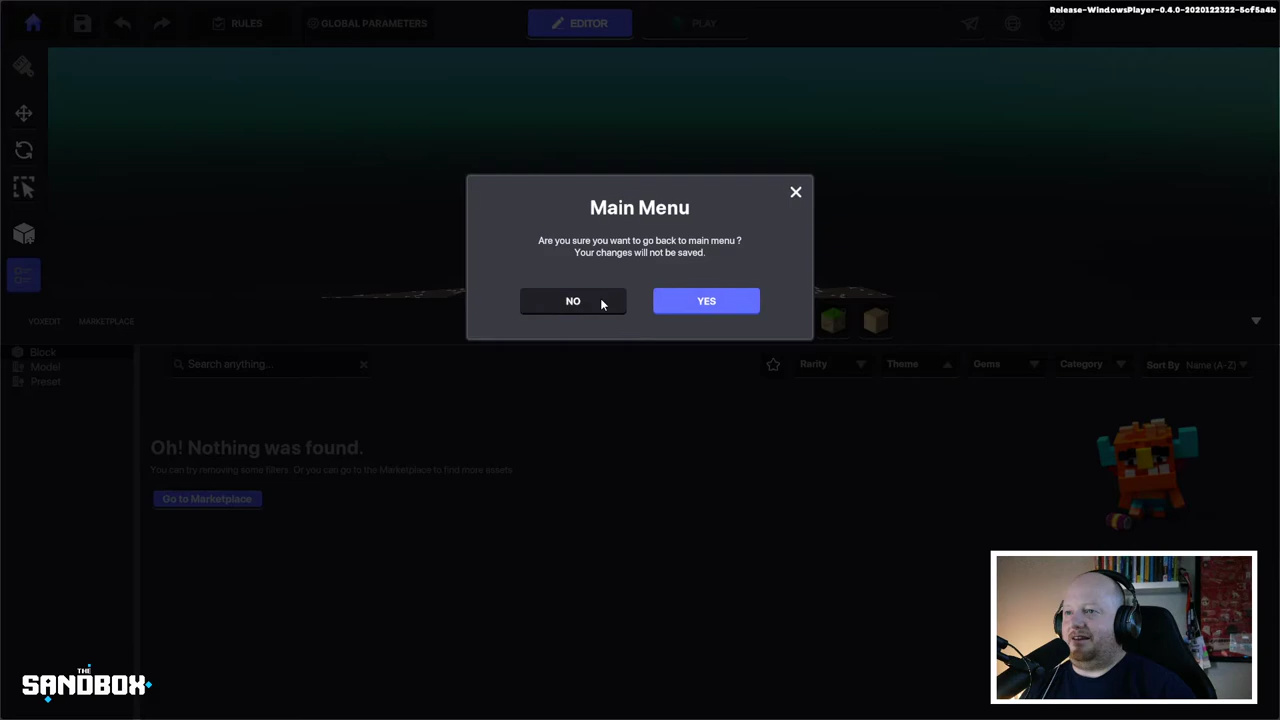 Release-WindowsPlayer-0.4.0-2020122322-5cf5a4b
RULES
GLOBAL PARAMETERS
EDITOR
PLAY
Main Menu
Are you sure you want to go back to main menu ?
Your changes will not be saved.
NO
YES
VOXEDIT
MARKETPLACE
Block
Model
Preset
Search anything...
Rarity
Theme
Gems
Category
Sort By Name (A-Z)
Oh! Nothing was found.
You can try removing some filters. Or you can go to the Marketplace to find more assets
Go to Marketplace
THE
SANDBOX